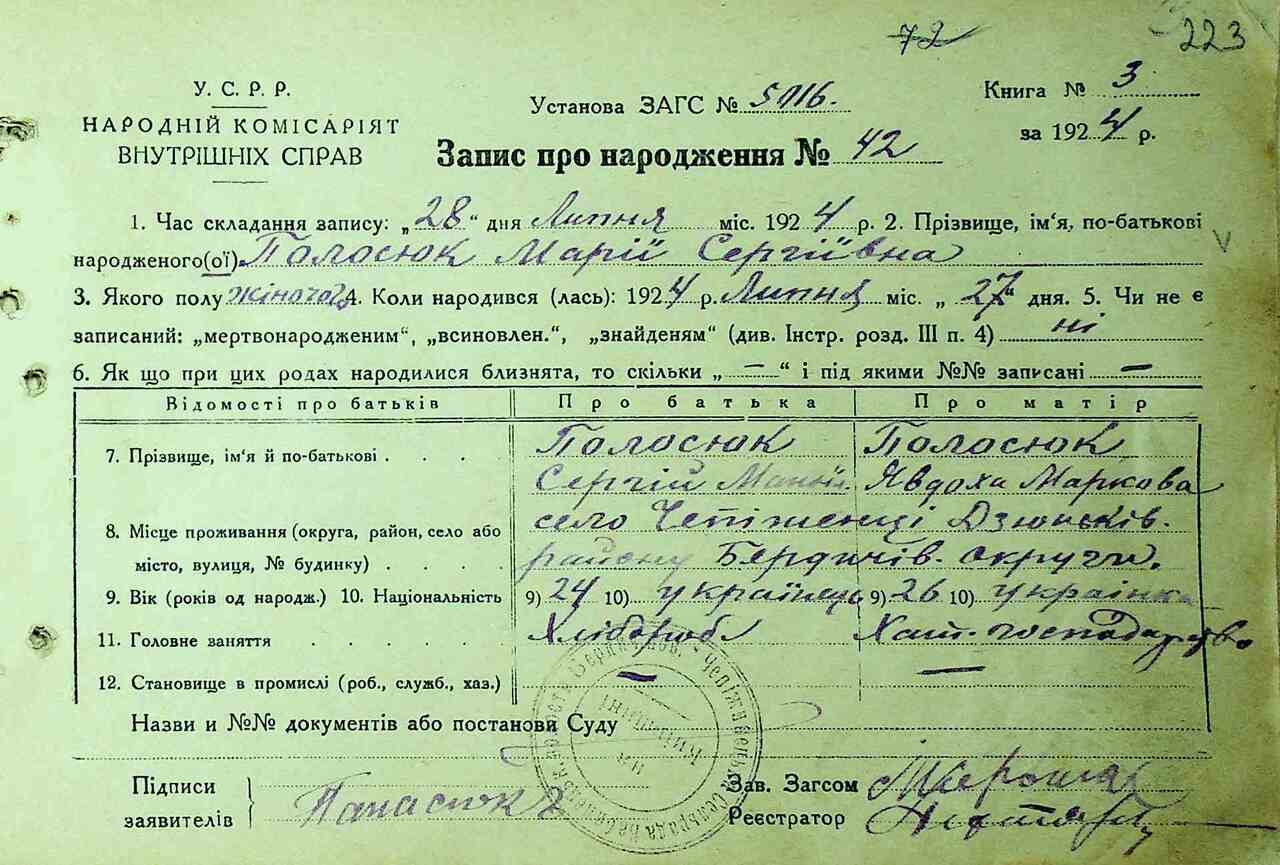 72 223
У. С. Р. Р.
НАРОДНІЙ КОМІСАРІЯТ
ВНУТРІШНІХ СПРАВ
Установа ЗАГС № 5116.
Книга № 3
за 1924 р.
Запис про народження № 42
1. Час складання запису: „28“ дня Липня міс. 1924 р. 2. Прізвище, ім‘я, по-батькові
народженого(ої). Полосюк Марії Сергіївна
3. Якого полу жіночого 4. Коли народився (лась): 1924 р. Липня міс. „27“ дня. 5. Чи не є
записаний: „мертвонародженим“, „всиновлен.“, „знайденям“ (див. Інстр. розд. III п. 4) ні
6. Як що при цих родах народилися близнята, то скільки „ — “ і під якими №№ записані —
Відомості про батьків Про батька Про матір
7. Прізвище, ім‘я й по-батькові . . . . Полосюк Полосюк
Сергій Явдоха Маркова
8. Місце проживання (округа, район, село або село
місто, вулиця, № будинку) . . . . району Бердичів. округи.
9. Вік (років од народж.) 10. Національність 9) 24 10) українець 9) 26 10) українка
11. Головне заняття . . . . . Хлібороб Хат. господарство
12. Становище в промислі (роб., служб., хаз.) — —
Назви и №№ документів або постанови Суду
Підписи
заявителів Панасюк
Зав. Загсом
Реєстратор